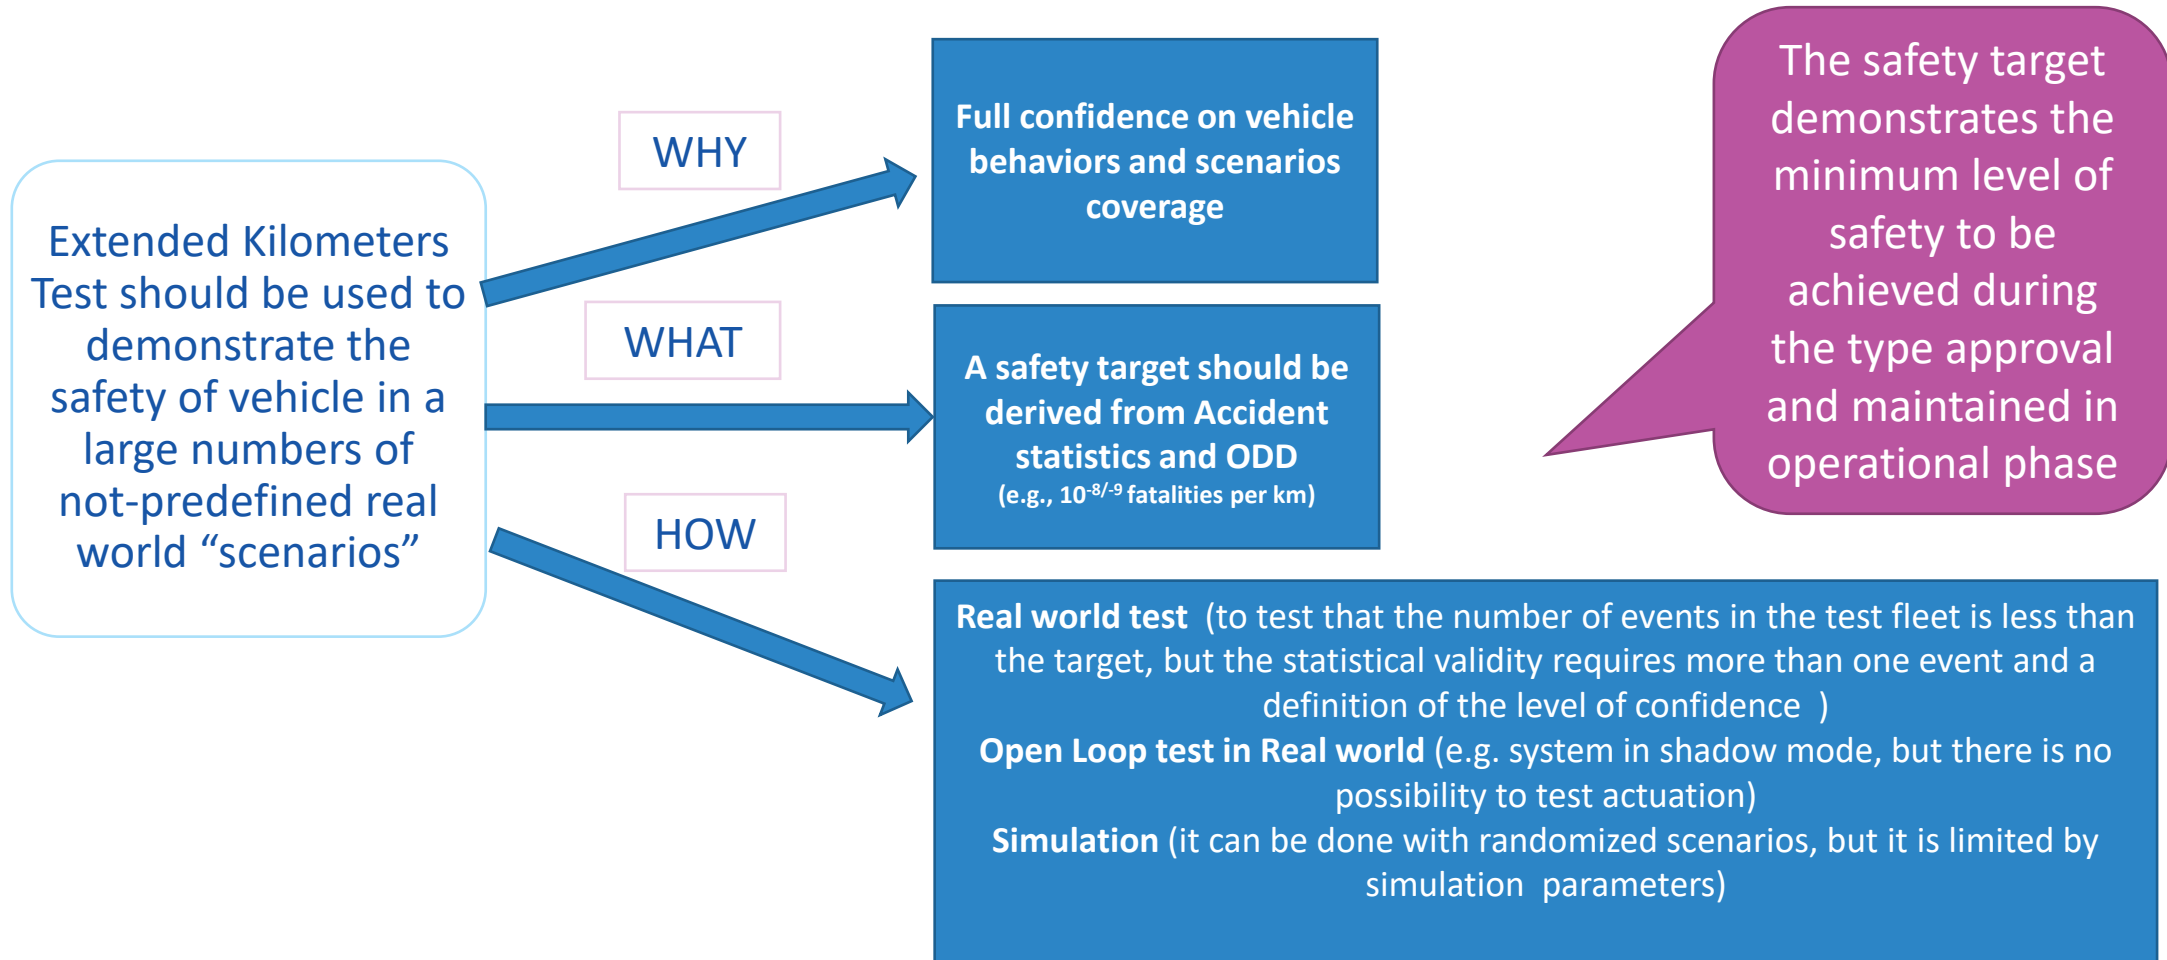 Extended Kilometers
Test should be used to
demonstrate the
safety of vehicle in a
large numbers of
not-predefined real
world “scenarios”
WHY
Full confidence on vehicle
behaviors and scenarios
coverage
WHAT
A safety target should be
derived from Accident
statistics and ODD
(e.g., 10⁻⁸/⁻⁹ fatalities per km)
HOW
Real world test (to test that the number of events in the test fleet is less than
the target, but the statistical validity requires more than one event and a
definition of the level of confidence )
Open Loop test in Real world (e.g. system in shadow mode, but there is no
possibility to test actuation)
Simulation (it can be done with randomized scenarios, but it is limited by
simulation parameters)
The safety target
demonstrates the
minimum level of
safety to be
achieved during
the type approval
and maintained in
operational phase